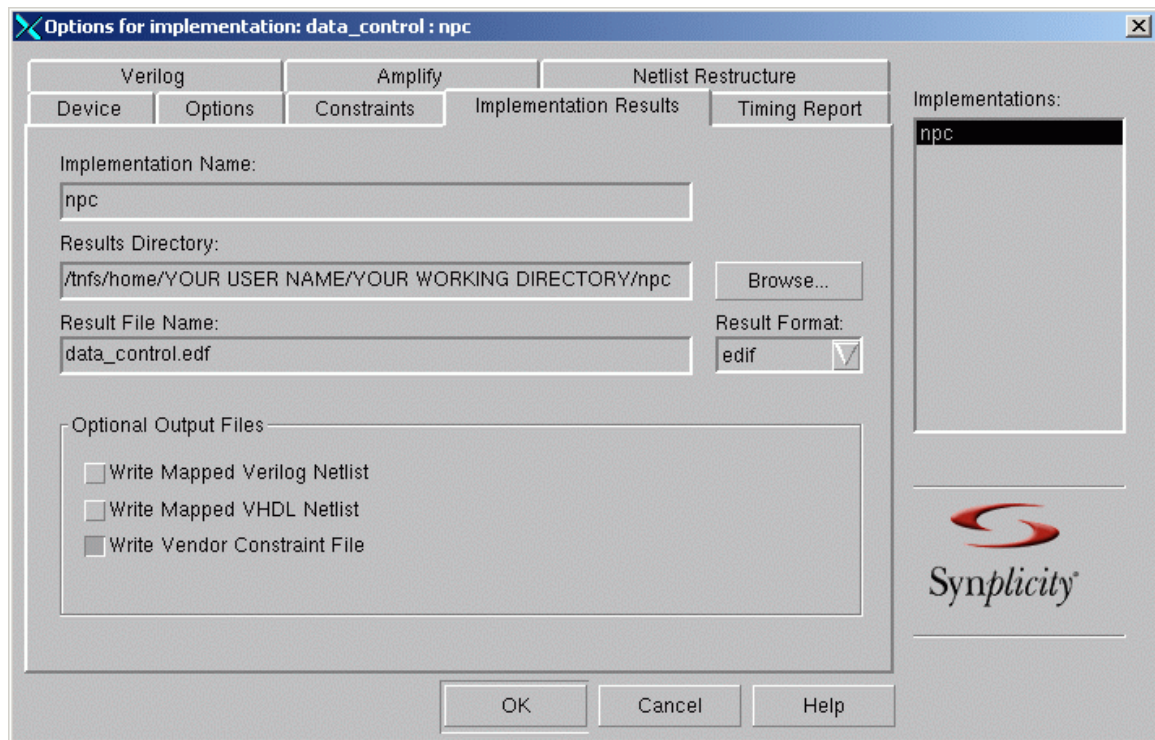 Options for implementation: data_control : npc
Verilog Amplify Netlist Restructure
Device Options Constraints Implementation Results Timing Report
Implementations:
npc
Implementation Name:
npc
Results Directory:
/tnfs/home/YOUR USER NAME/YOUR WORKING DIRECTORY/npc Browse...
Result File Name: Result Format:
data_control.edf edif
Optional Output Files
Write Mapped Verilog Netlist
Write Mapped VHDL Netlist
Write Vendor Constraint File
Synplicity®
OK Cancel Help